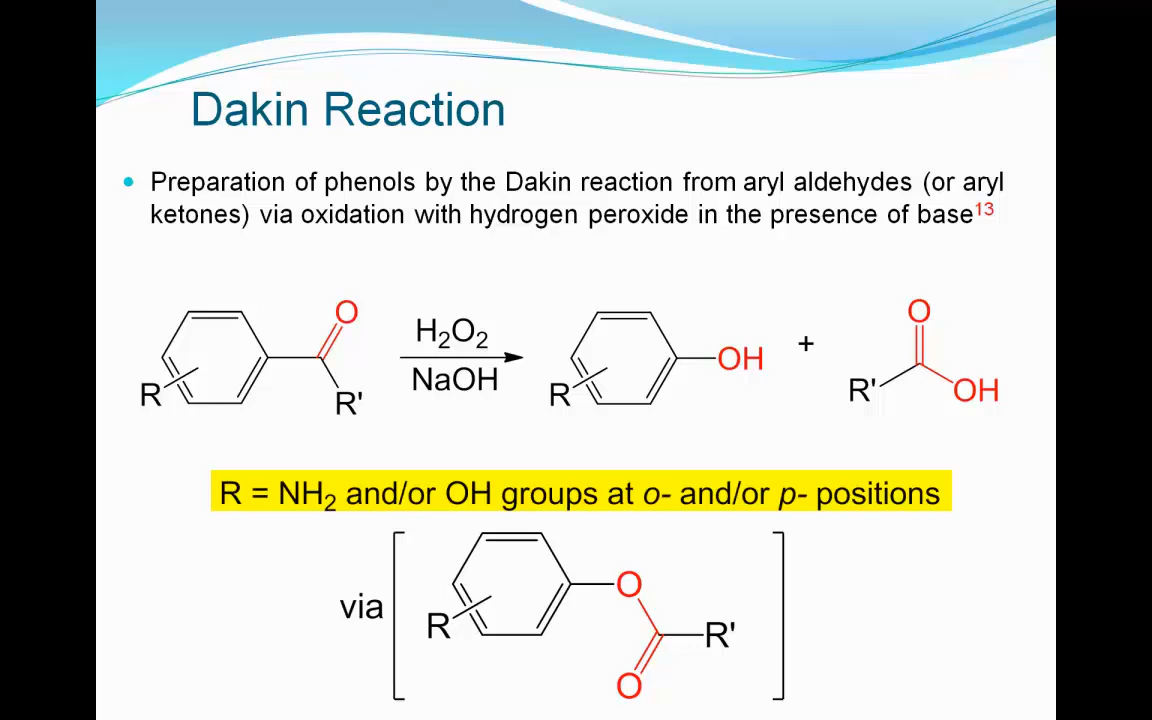 Dakin Reaction
• Preparation of phenols by the Dakin reaction from aryl aldehydes (or aryl
ketones) via oxidation with hydrogen peroxide in the presence of base¹³
R O R'
H₂O₂
NaOH
R OH
+
R' O OH
R = NH₂ and/or OH groups at o- and/or p- positions
via
R O O R'